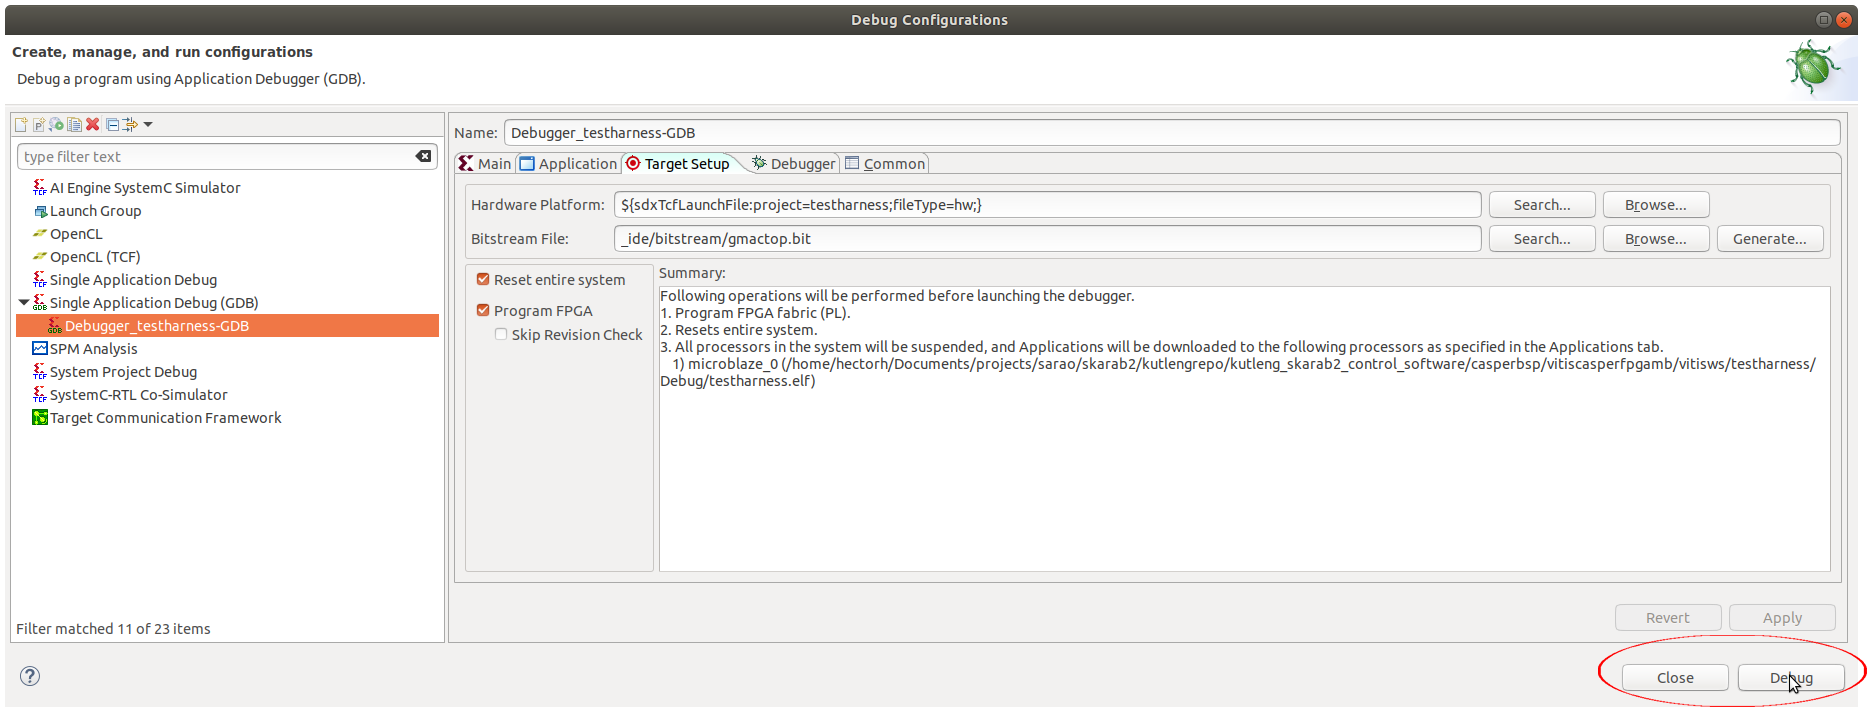 Debug Configurations
Create, manage, and run configurations
Debug a program using Application Debugger (GDB).
type filter text
AI Engine SystemC Simulator
Launch Group
OpenCL
OpenCL (TCF)
Single Application Debug
Single Application Debug (GDB)
Debugger_testharness-GDB
SPM Analysis
System Project Debug
SystemC-RTL Co-Simulator
Target Communication Framework
Filter matched 11 of 23 items
Name: Debugger_testharness-GDB
Main Application Target Setup Debugger Common
Hardware Platform: ${sdxTcfLaunchFile:project=testharness;fileType=hw;} Search... Browse...
Bitstream File: _ide/bitstream/gmactop.bit Search... Browse... Generate...
Reset entire system
Program FPGA
Skip Revision Check
Summary:
Following operations will be performed before launching the debugger.
1. Program FPGA fabric (PL).
2. Resets entire system.
3. All processors in the system will be suspended, and Applications will be downloaded to the following processors as specified in the Applications tab.
1) microblaze_0 (/home/hectorh/Documents/projects/sarao/skarab2/kutlengrepo/kutleng_skarab2_control_software/casperbsp/vitiscasperfpgamb/vitisws/testharness/
Debug/testharness.elf)
Revert Apply
Close Debug